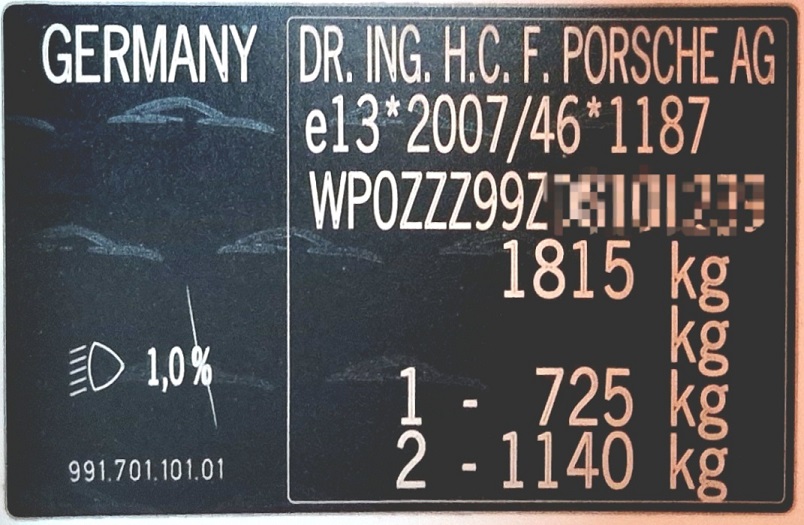 GERMANY
DR. ING. H.C. F. PORSCHE AG
e13*2007/46*1187
WP0ZZZ99Z
1815 kg
kg
1 - 725 kg
2 - 1140 kg
1,0%
991.701.101.01